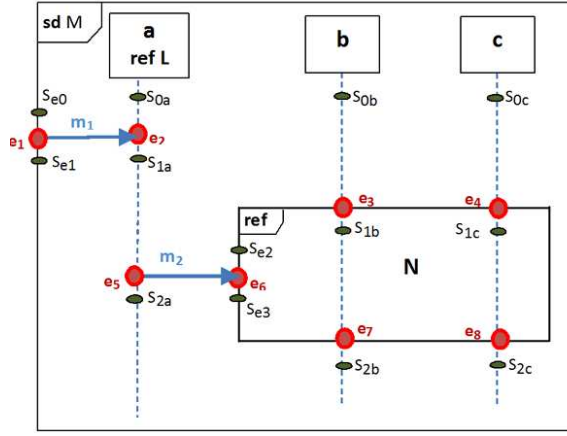 sd M
a
ref L
b
c
Se0
S0a
S0b
S0c
m1
e1
e2
Se1
S1a
e3
e4
ref
S1b
S1c
Se2
m2
N
e5
e6
S2a
Se3
e7
e8
S2b
S2c